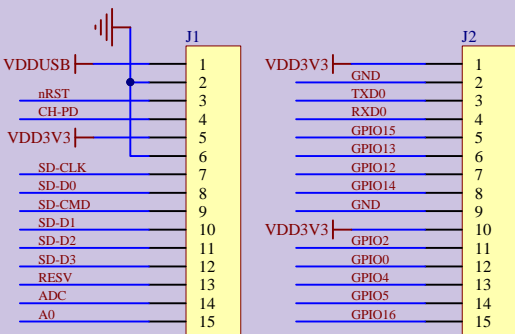 J1
VDDUSB 1
2
nRST 3
CH-PD 4
VDD3V3 5
6
SD-CLK 7
SD-D0 8
SD-CMD 9
SD-D1 10
SD-D2 11
SD-D3 12
RESV 13
ADC 14
A0 15
J2
VDD3V3 1
GND 2
TXD0 3
RXD0 4
GPIO15 5
GPIO13 6
GPIO12 7
GPIO14 8
GND 9
VDD3V3 10
GPIO2 11
GPIO0 12
GPIO4 13
GPIO5 14
GPIO16 15